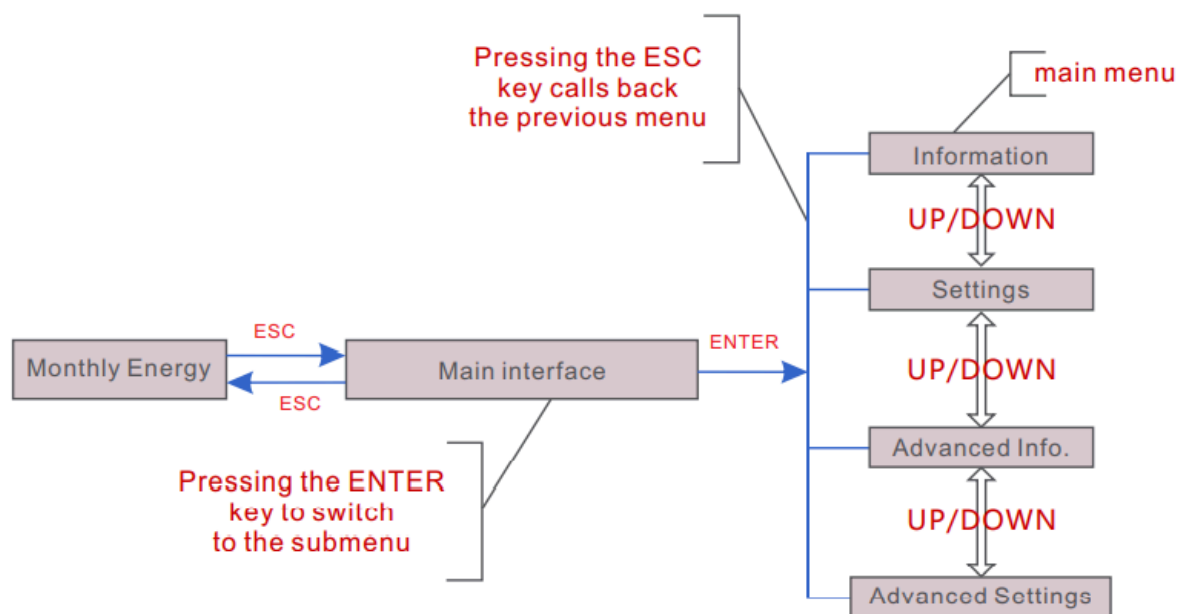 Pressing the ESC
key calls back
the previous menu
main menu
Information
UP/DOWN
Settings
ESC
ENTER
Monthly Energy
Main interface
UP/DOWN
ESC
Advanced Info.
Pressing the ENTER
key to switch
to the submenu
UP/DOWN
Advanced Settings